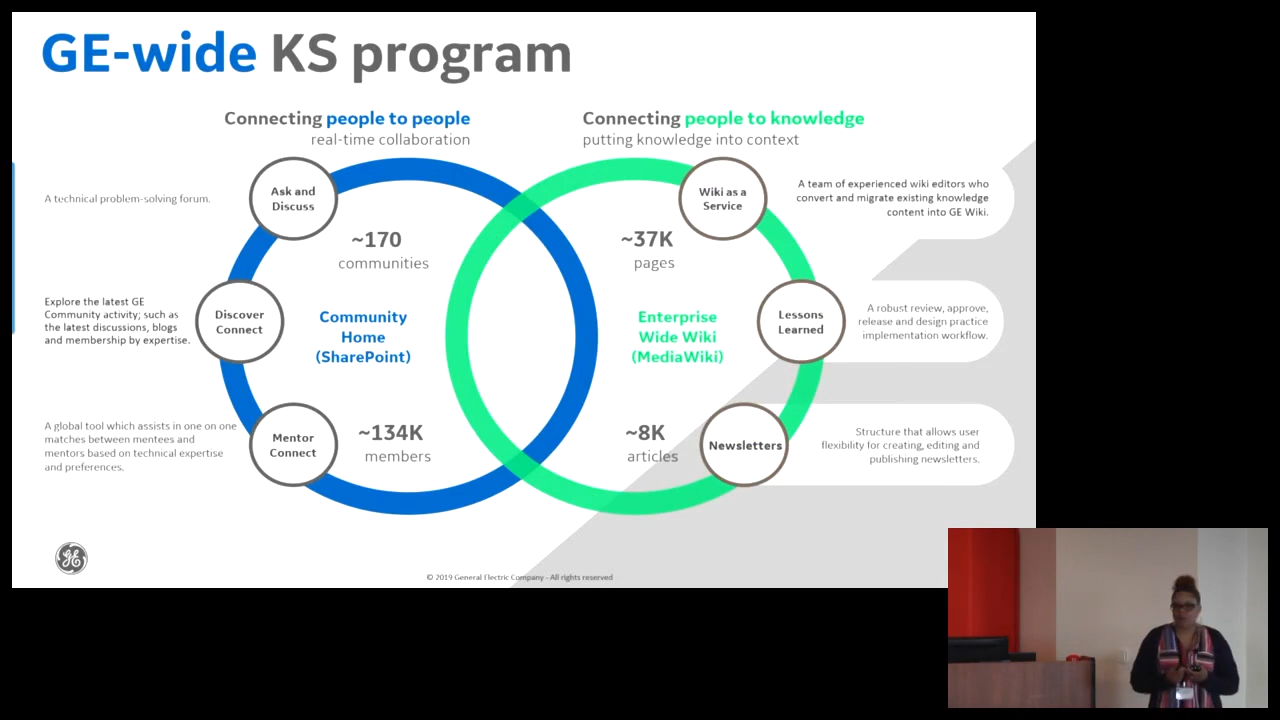 GE-wide KS program
Connecting people to people
real-time collaboration
Connecting people to knowledge
putting knowledge into context
Ask and
Discuss
A technical problem-solving forum.
~170
communities
Discover
Connect
Explore the latest GE
Community activity; such as
the latest discussions, blogs
and membership by expertise.
Community
Home
(SharePoint)
Mentor
Connect
A global tool which assists in one on one
matches between mentees and
mentors based on technical expertise
and preferences.
~134K
members
Wiki as a
Service
A team of experienced wiki editors who
convert and migrate existing knowledge
content into GE Wiki.
~37K
pages
Enterprise
Wide Wiki
(MediaWiki)
Lessons
Learned
A robust review, approve,
release and design practice
implementation workflow.
~8K
articles
Newsletters
Structure that allows user
flexibility for creating, editing and
publishing newsletters.
GE
© 2019 General Electric Company - All rights reserved